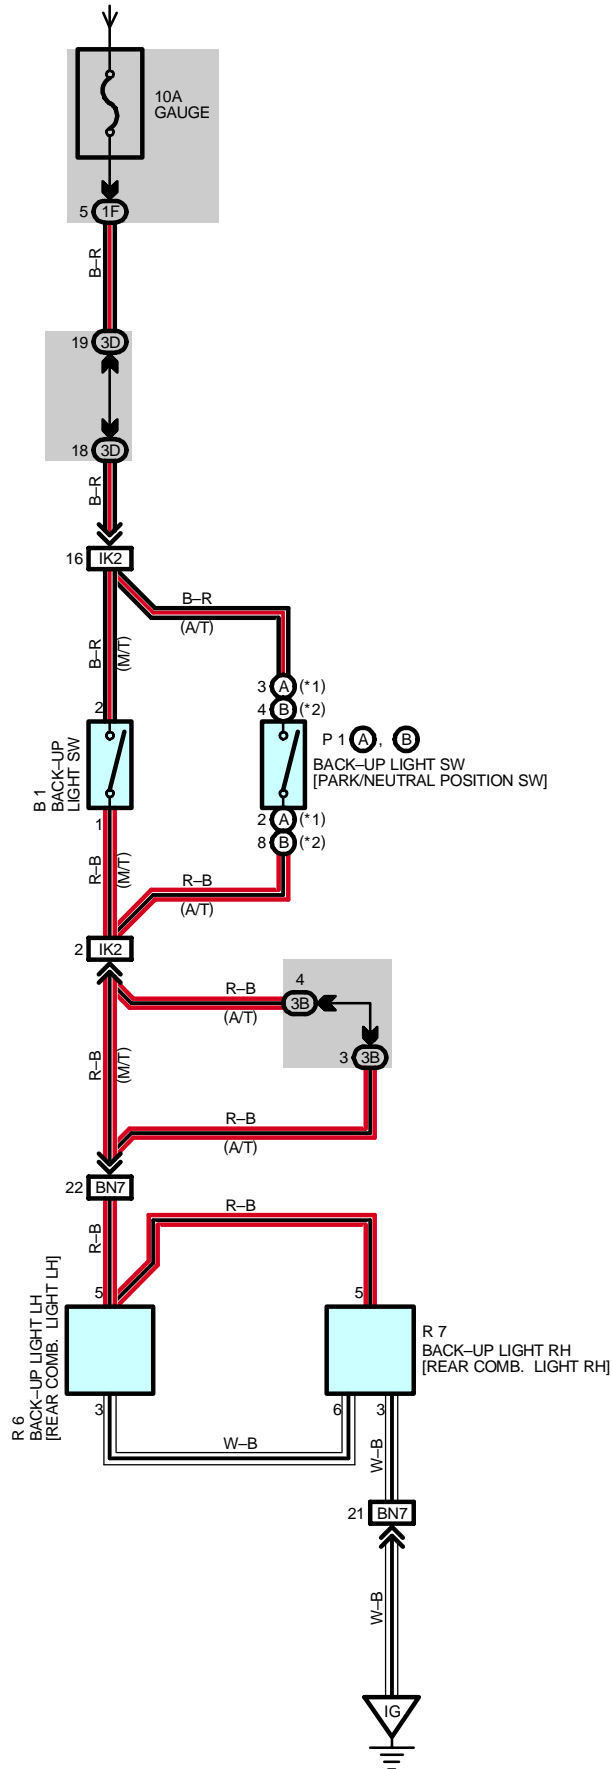 10A
GAUGE
5 1F
B–R
19 3D
18 3D
B–R
16 IK2
B–R
(A/T)
B–R
(M/T)
3 A (*1)
4 B (*2)
2
B 1
BACK–UP
LIGHT SW
P 1 A , B
BACK–UP LIGHT SW
[PARK/NEUTRAL POSITION SW]
1
2 A (*1)
8 B (*2)
R–B
(M/T)
R–B
(A/T)
2 IK2
4
R–B
3B
(A/T)
R–B
(M/T)
3 3B
R–B
(A/T)
22 BN7
R–B
R–B
5
5
R 6
BACK–UP LIGHT LH
[REAR COMB. LIGHT LH]
R 7
BACK–UP LIGHT RH
[REAR COMB. LIGHT RH]
3
6
3
W–B
W–B
21 BN7
W–B
IG